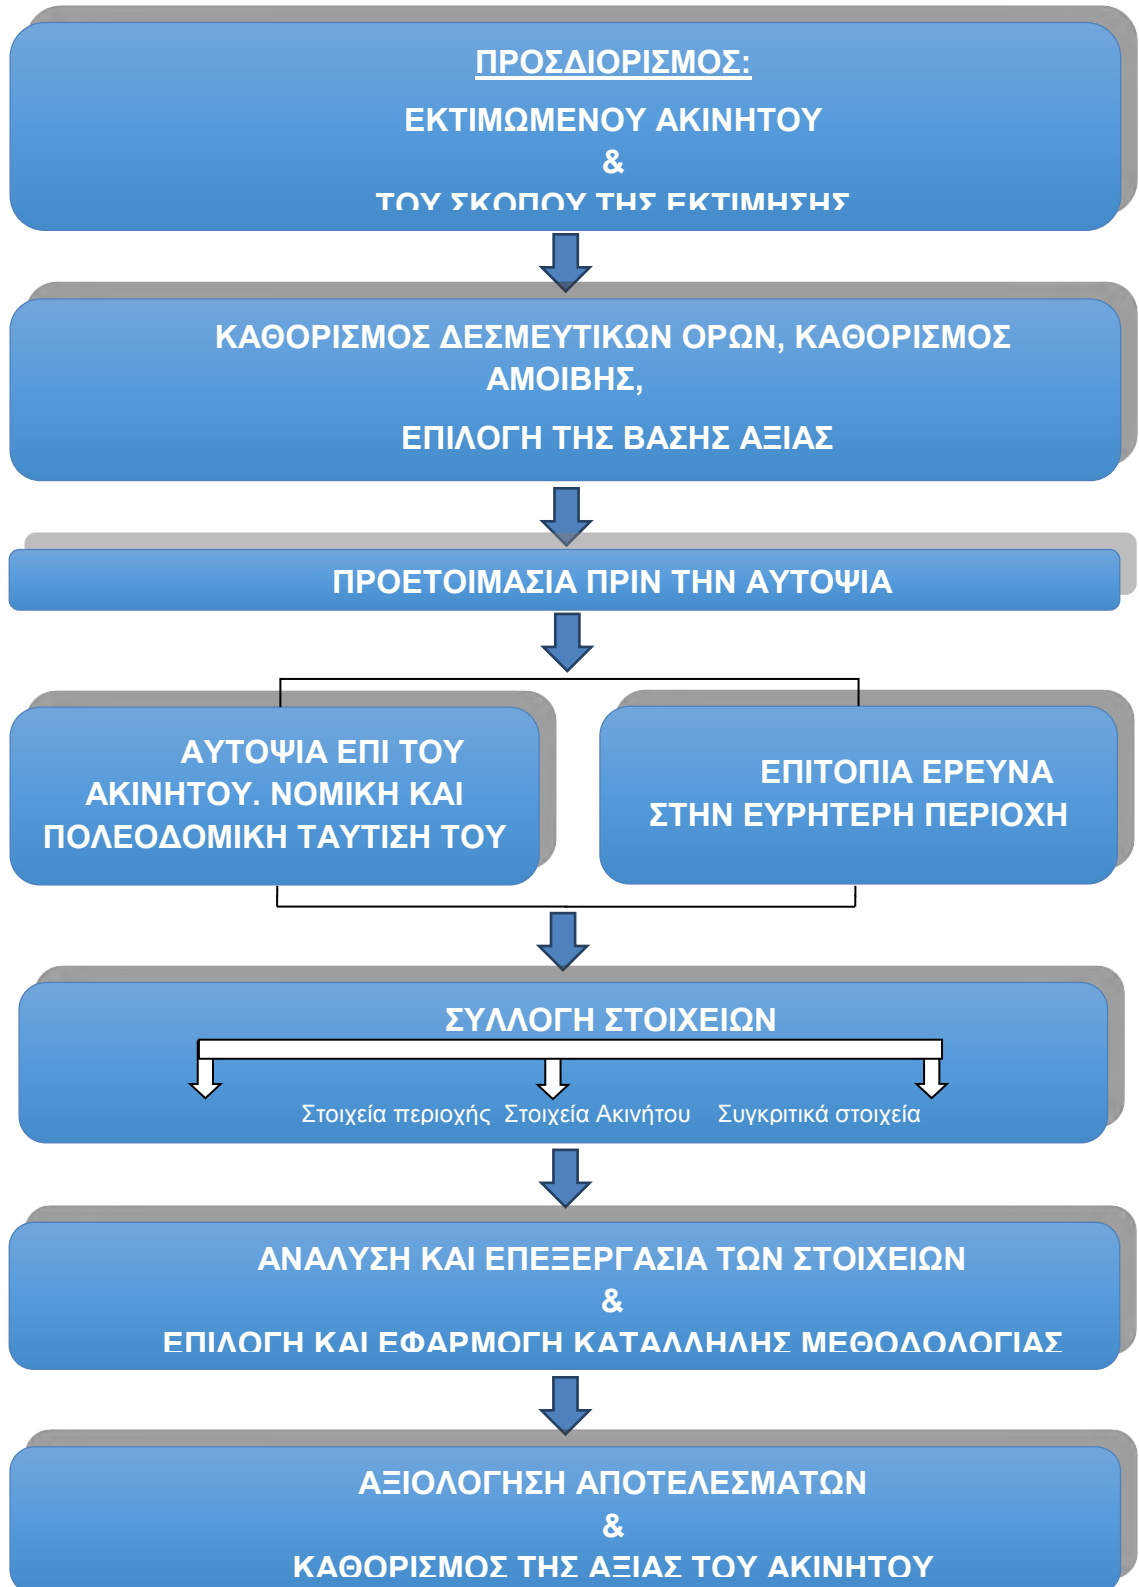 ΠΡΟΣΔΙΟΡΙΣΜΟΣ:
ΕΚΤΙΜΩΜΕΝΟΥ ΑΚΙΝΗΤΟΥ
&
ΤΟΥ ΣΚΟΠΟΥ ΤΗΣ ΕΚΤΙΜΗΣΗΣ
ΚΑΘΟΡΙΣΜΟΣ ΔΕΣΜΕΥΤΙΚΩΝ ΟΡΩΝ, ΚΑΘΟΡΙΣΜΟΣ
ΑΜΟΙΒΗΣ,
ΕΠΙΛΟΓΗ ΤΗΣ ΒΑΣΗΣ ΑΞΙΑΣ
ΠΡΟΕΤΟΙΜΑΣΙΑ ΠΡΙΝ ΤΗΝ ΑΥΤΟΨΙΑ
ΑΥΤΟΨΙΑ ΕΠΙ ΤΟΥ
ΑΚΙΝΗΤΟΥ. ΝΟΜΙΚΗ ΚΑΙ
ΠΟΛΕΟΔΟΜΙΚΗ ΤΑΥΤΙΣΗ ΤΟΥ
ΕΠΙΤΟΠΙΑ ΕΡΕΥΝΑ
ΣΤΗΝ ΕΥΡΗΤΕΡΗ ΠΕΡΙΟΧΗ
ΣΥΛΛΟΓΗ ΣΤΟΙΧΕΙΩΝ
Στοιχεία περιοχής Στοιχεία Ακινήτου Συγκριτικά στοιχεία
ΑΝΑΛΥΣΗ ΚΑΙ ΕΠΕΞΕΡΓΑΣΙΑ ΤΩΝ ΣΤΟΙΧΕΙΩΝ
&
ΕΠΙΛΟΓΗ ΚΑΙ ΕΦΑΡΜΟΓΗ ΚΑΤΑΛΛΗΛΗΣ ΜΕΘΟΔΟΛΟΓΙΑΣ
ΑΞΙΟΛΟΓΗΣΗ ΑΠΟΤΕΛΕΣΜΑΤΩΝ
&
ΚΑΘΟΡΙΣΜΟΣ ΤΗΣ ΑΞΙΑΣ ΤΟΥ ΑΚΙΝΗΤΟΥ